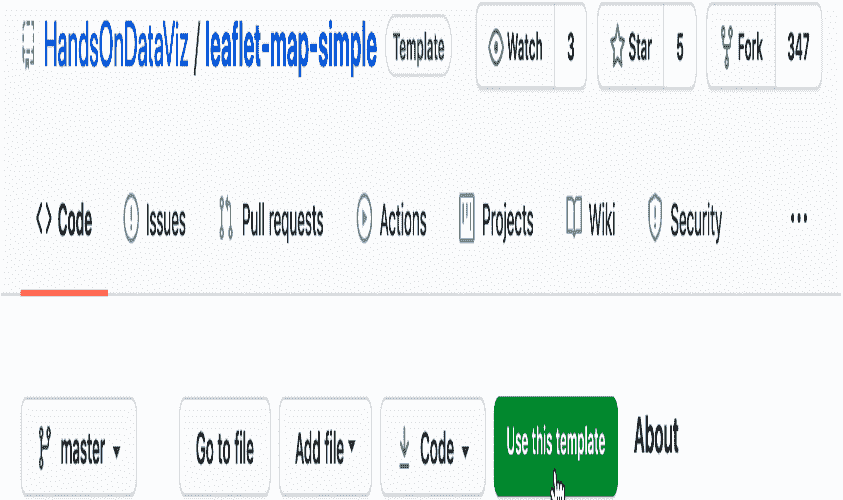 HandsOnDataViz / leaflet-map-simple Template Watch 3 Star 5 Fork 347
Code Issues Pull requests Actions Projects Wiki Security ...
master Go to file Add file Code Use this template About